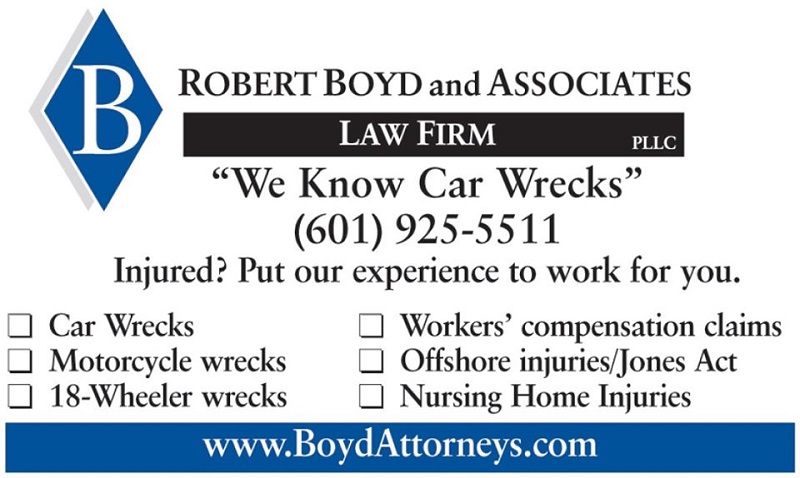 B
ROBERT BOYD and ASSOCIATES
LAW FIRM PLLC
“We Know Car Wrecks”
(601) 925-5511
Injured? Put our experience to work for you.
☐ Car Wrecks ☐ Workers’ compensation claims
☐ Motorcycle wrecks ☐ Offshore injuries/Jones Act
☐ 18-Wheeler wrecks ☐ Nursing Home Injuries
www.BoydAttorneys.com